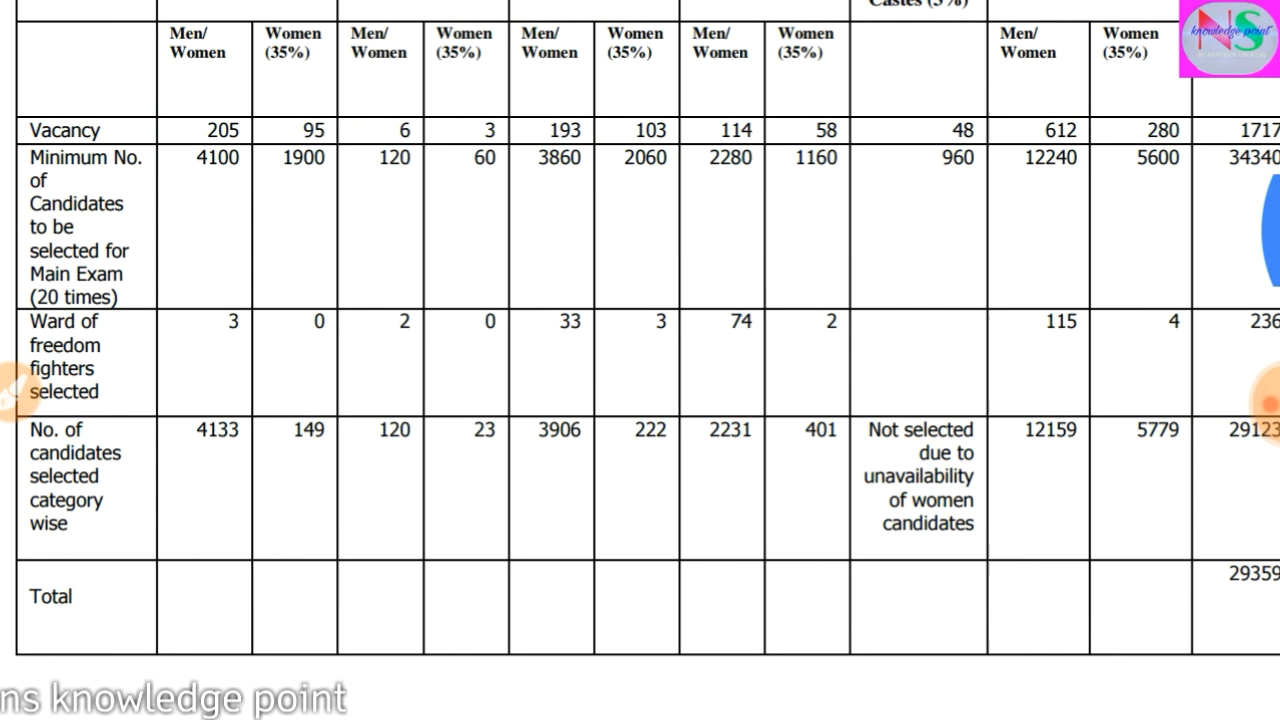 Castes (3%)
Men/ Women (35%) Men/ Women (35%) Men/ Women (35%) Men/ Women (35%) Men/ Women (35%)
Women Women Women Women Women
NS
knowledge point
Vacancy 205 95 6 3 193 103 114 58 48 612 280 1717
Minimum No. 4100 1900 120 60 3860 2060 2280 1160 960 12240 5600 34340
of
Candidates
to be
selected for
Main Exam
(20 times)
Ward of 3 0 2 0 33 3 74 2 115 4 236
freedom
fighters
selected
No. of 4133 149 120 23 3906 222 2231 401 Not selected 12159 5779 29123
candidates due to
selected unavailability
category of women
wise candidates
29359
Total
ns knowledge point